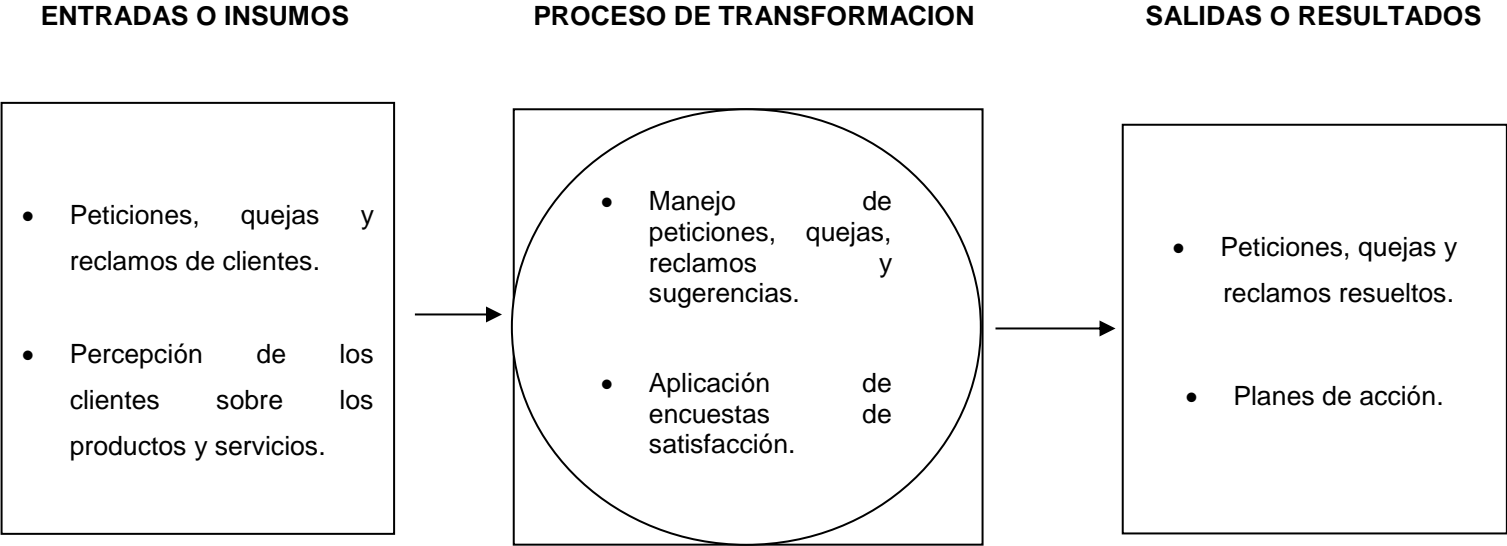 ENTRADAS O INSUMOS
PROCESO DE TRANSFORMACION
SALIDAS O RESULTADOS
• Peticiones, quejas y
reclamos de clientes.
• Percepción de los
clientes sobre los
productos y servicios.
• Manejo de
peticiones, quejas,
reclamos y
sugerencias.
• Aplicación de
encuestas de
satisfacción.
• Peticiones, quejas y
reclamos resueltos.
• Planes de acción.